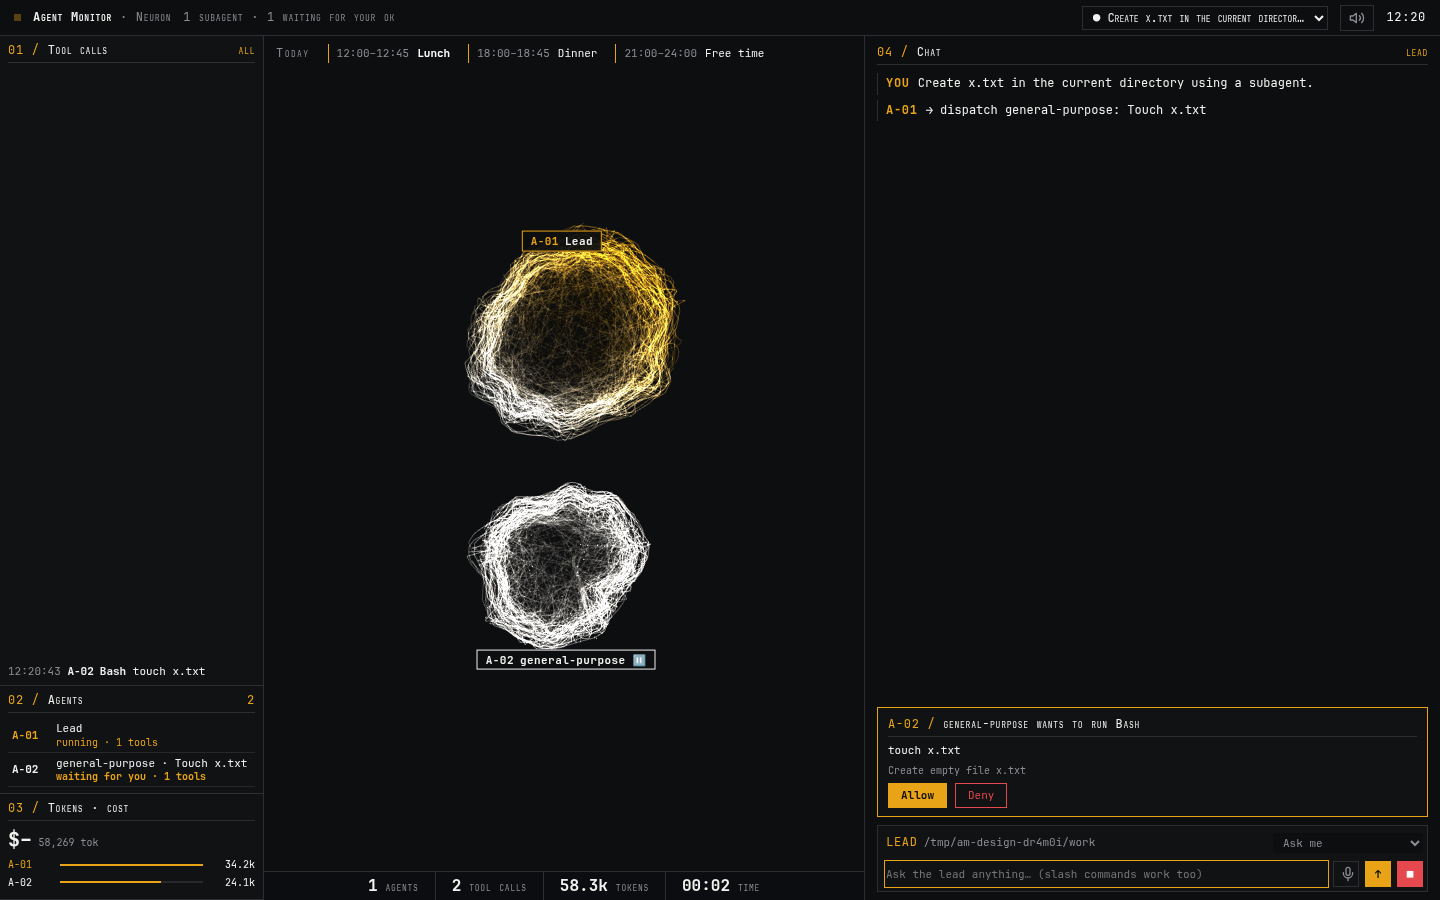 Agent Monitor · Neuron 1 subagent · 1 waiting for your ok
Create x.txt in the current director…
12:20
01 / Tool calls
ALL
12:20:43 A-02 Bash touch x.txt
02 / Agents
2
A-01 Lead
running · 1 tools
A-02 general-purpose · Touch x.txt
waiting for you · 1 tools
03 / Tokens · cost
$– 58,269 tok
A-01 34.2k
A-02 24.1k
Today 12:00–12:45 Lunch 18:00–18:45 Dinner 21:00–24:00 Free time
A-01 Lead
A-02 general-purpose ⏸
1 agents 2 tool calls 58.3k tokens 00:02 time
04 / Chat
LEAD
YOU Create x.txt in the current directory using a subagent.
A-01 → dispatch general-purpose: Touch x.txt
A-02 / general-purpose wants to run Bash
touch x.txt
Create empty file x.txt
Allow Deny
LEAD /tmp/am-design-dr4m0i/work Ask me
Ask the lead anything… (slash commands work too)